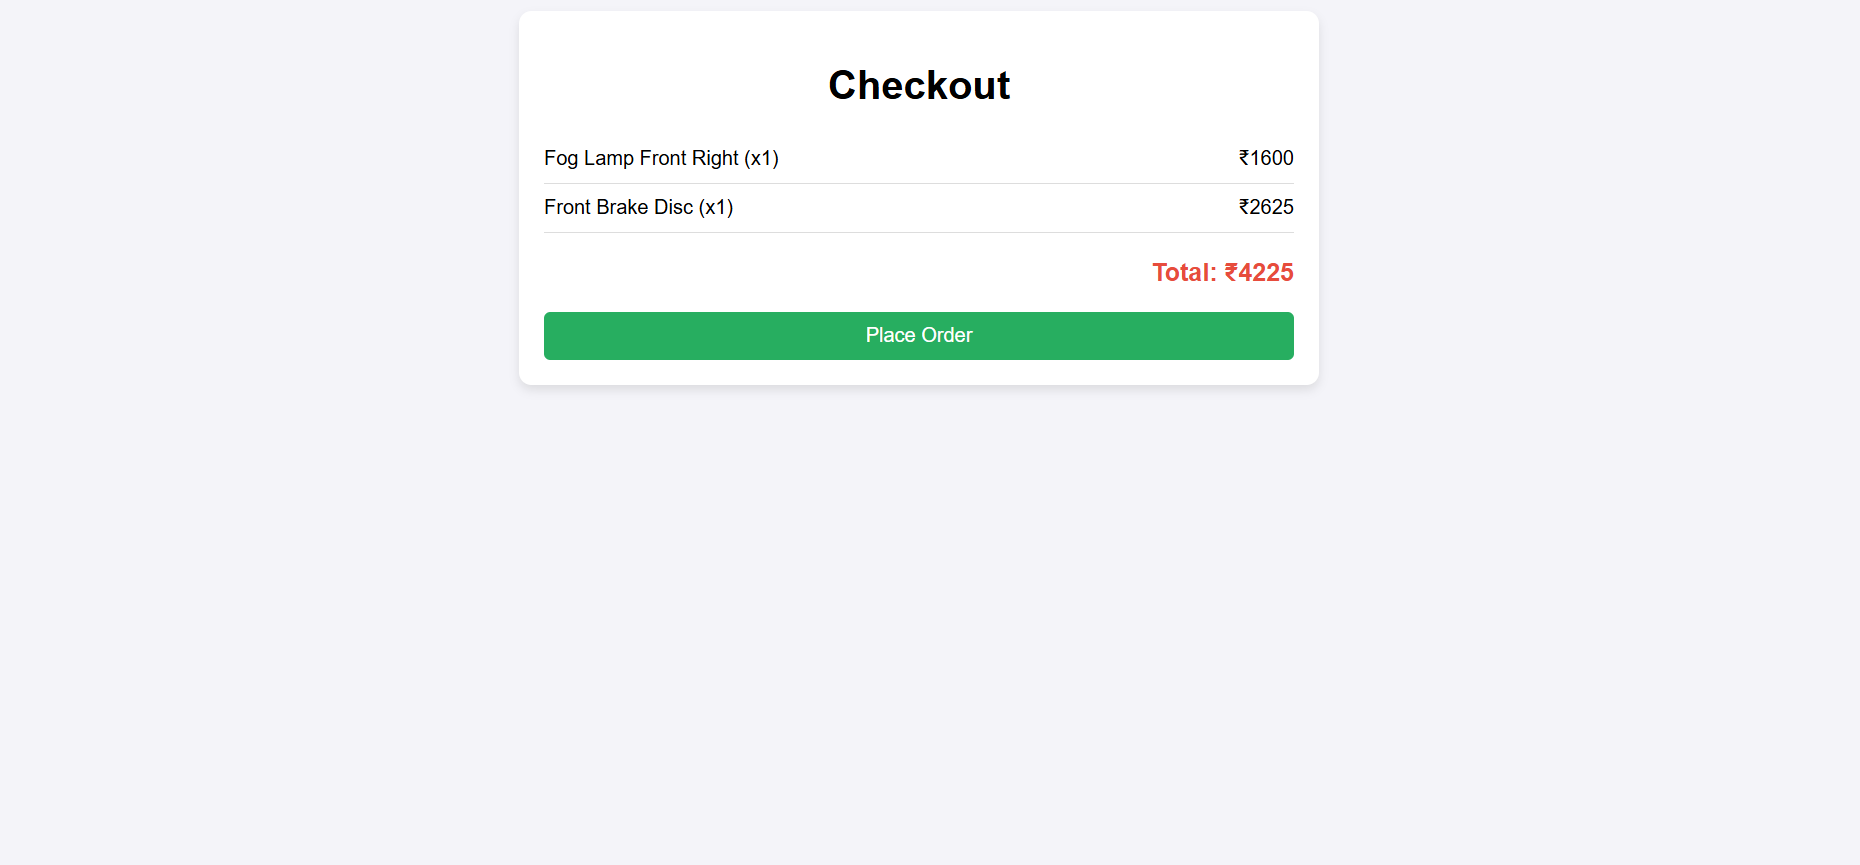 Checkout
Fog Lamp Front Right (x1) ₹1600
Front Brake Disc (x1) ₹2625
Total: ₹4225
Place Order